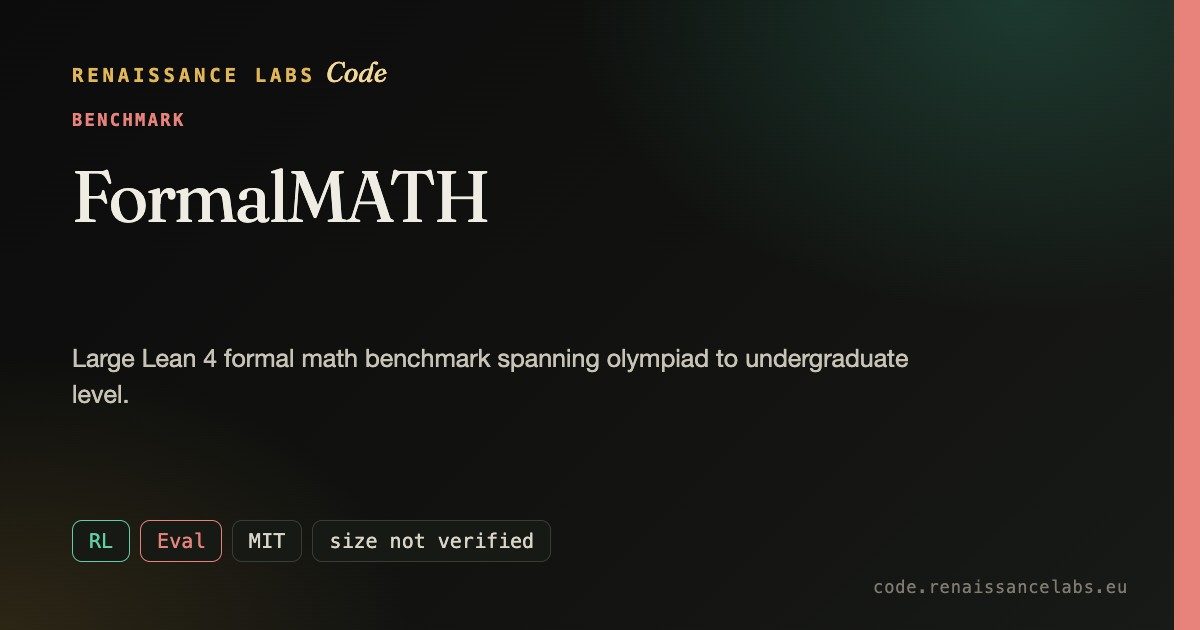 RENAISSANCE LABS Code
BENCHMARK
FormalMATH
Large Lean 4 formal math benchmark spanning olympiad to undergraduate
level.
RL Eval MIT size not verified
code.renaissancelabs.eu